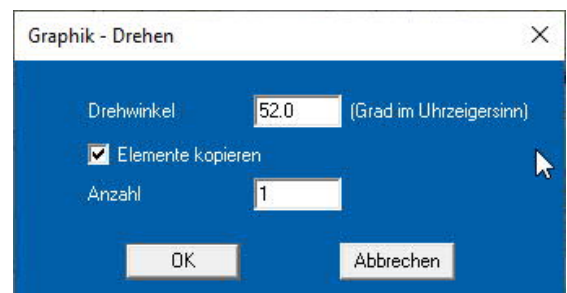 Graphik - Drehen
Drehwinkel 52.0 (Grad im Uhrzeigersinn)
Elemente kopieren
Anzahl 1
OK Abbrechen